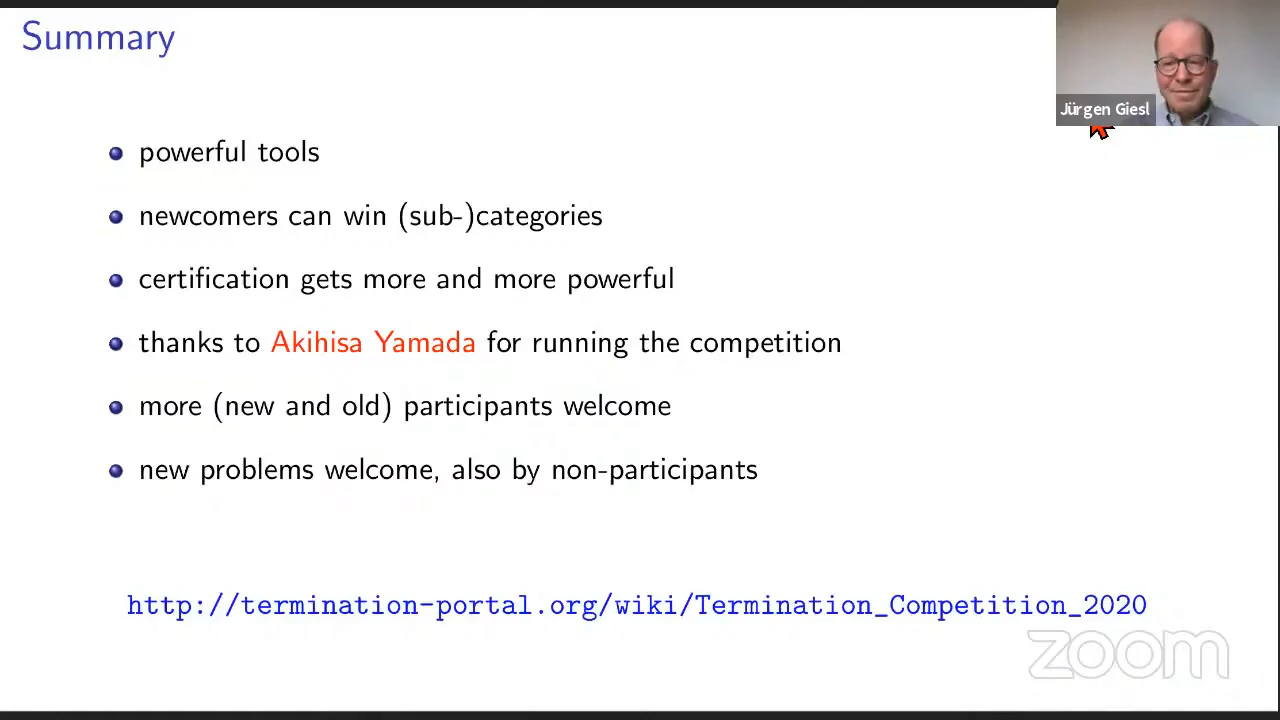 Summary
Jürgen Giesl
powerful tools
newcomers can win (sub-)categories
certification gets more and more powerful
thanks to Akihisa Yamada for running the competition
more (new and old) participants welcome
new problems welcome, also by non-participants
http://termination-portal.org/wiki/Termination_Competition_2020
zoom